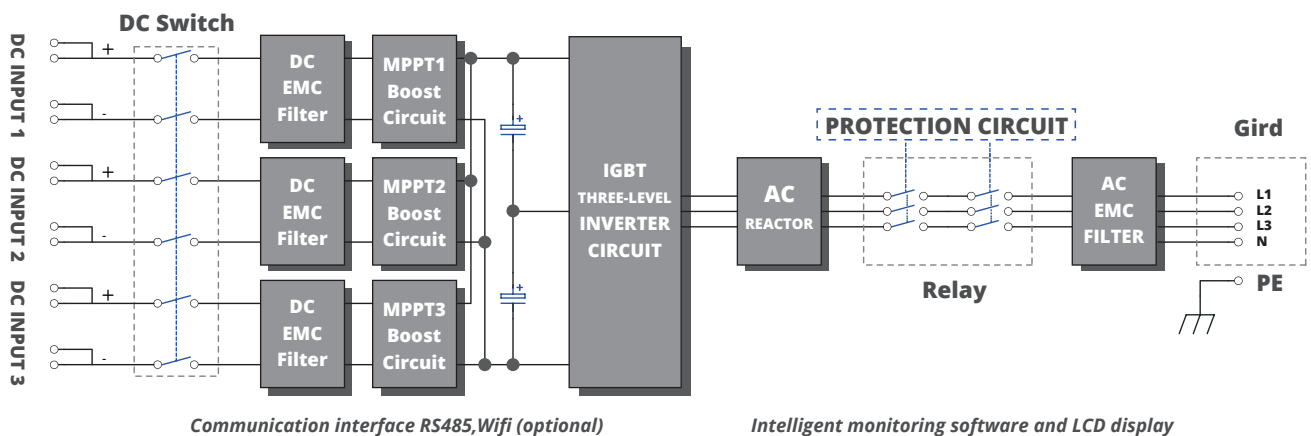 DC Switch
DC INPUT 1
+
-
DC INPUT 2
+
-
DC INPUT 3
+
-
DC
EMC
Filter
DC
EMC
Filter
DC
EMC
Filter
MPPT1
Boost
Circuit
MPPT2
Boost
Circuit
MPPT3
Boost
Circuit
+
+
IGBT
THREE-LEVEL
INVERTER
CIRCUIT
AC
REACTOR
PROTECTION CIRCUIT
Relay
AC
EMC
FILTER
Gird
L1
L2
L3
N
PE
Communication interface RS485,Wifi (optional)
Intelligent monitoring software and LCD display